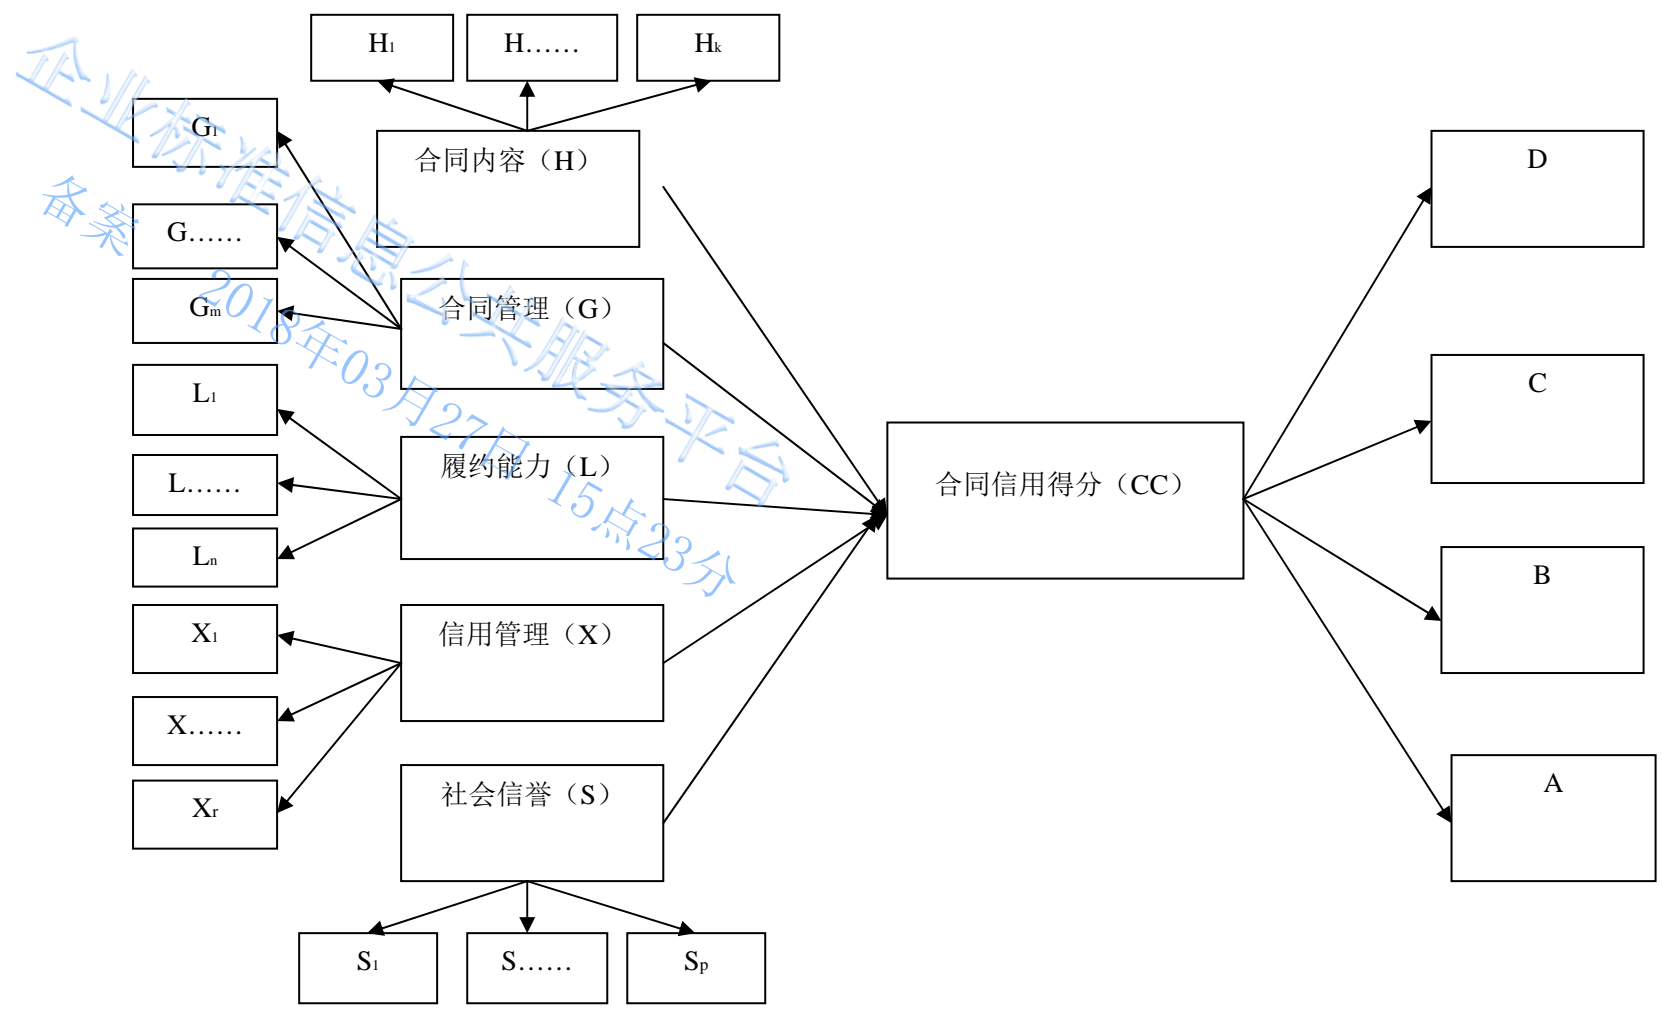 H1
H……
Hk
G1
合同内容（H）
D
G……
Gm
合同管理（G）
L1
C
L……
履约能力（L）
合同信用得分（CC）
Ln
B
X1
信用管理（X）
X……
Xr
社会信誉（S）
A
S1
S……
Sp
企业标准信息公共服务平台
备案 2018年03月27日 15点23分